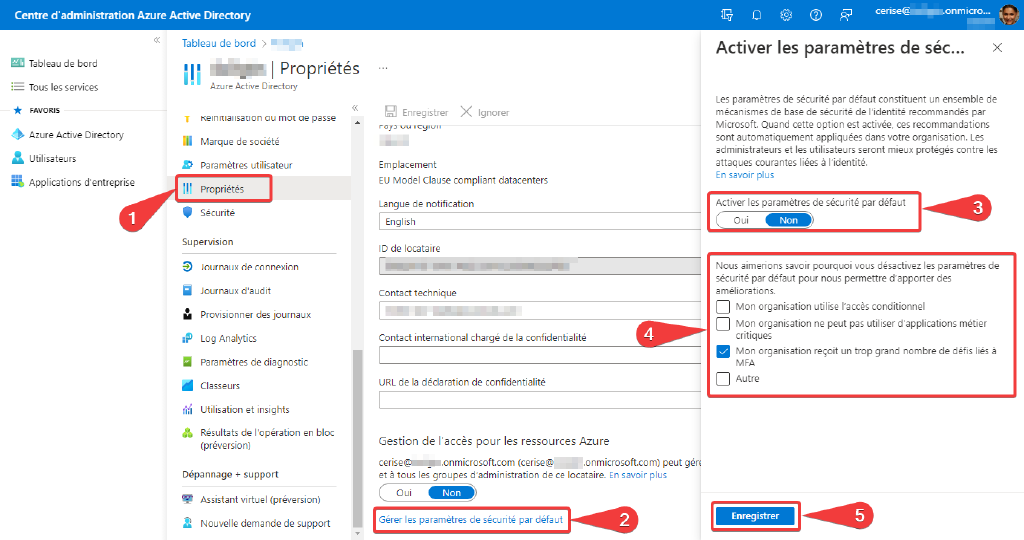 Centre d'administration Azure Active Directory
cerise@ .onmicro...
«
Tableau de bord
Tous les services
FAVORIS
Azure Active Directory
Utilisateurs
Applications d'entreprise
Tableau de bord >
| Propriétés ...
Azure Active Directory
«
Réinitialisation du mot de passe
Marque de société
Paramètres utilisateur
Propriétés
1
Sécurité
Supervision
Journaux de connexion
Journaux d'audit
Provisionner des journaux
Log Analytics
Paramètres de diagnostic
Classeurs
Utilisation et insights
Résultats de l'opération en bloc
(préversion)
Dépannage + support
Assistant virtuel (préversion)
Nouvelle demande de support
Enregistrer
Ignorer
Pays ou région
Emplacement
EU Model Clause compliant datacenters
Langue de notification
English
ID de locataire
Contact technique
Contact international chargé de la confidentialité
URL de la déclaration de confidentialité
Gestion de l'accès pour les ressources Azure
cerise@ .onmicrosoft.com (cerise@ .onmicrosoft.com) peut gére
et à tous les groupes d'administration de ce locataire. En savoir plus
Oui Non
Gérer les paramètres de sécurité par défaut
2
Activer les paramètres de séc...
Les paramètres de sécurité par défaut constituent un ensemble de
mécanismes de base de sécurité de l'identité recommandés par
Microsoft. Quand cette option est activée, ces recommandations
sont automatiquement appliquées dans votre organisation. Les
administrateurs et les utilisateurs seront mieux protégés contre les
attaques courantes liées à l'identité.
En savoir plus
Activer les paramètres de sécurité par défaut
Oui Non
3
Nous aimerions savoir pourquoi vous désactivez les paramètres de
sécurité par défaut pour nous permettre d'apporter des
améliorations.
Mon organisation utilise l'accès conditionnel
Mon organisation ne peut pas utiliser d'applications métier
critiques
4
Mon organisation reçoit un trop grand nombre de défis liés à
MFA
Autre
Enregistrer
5